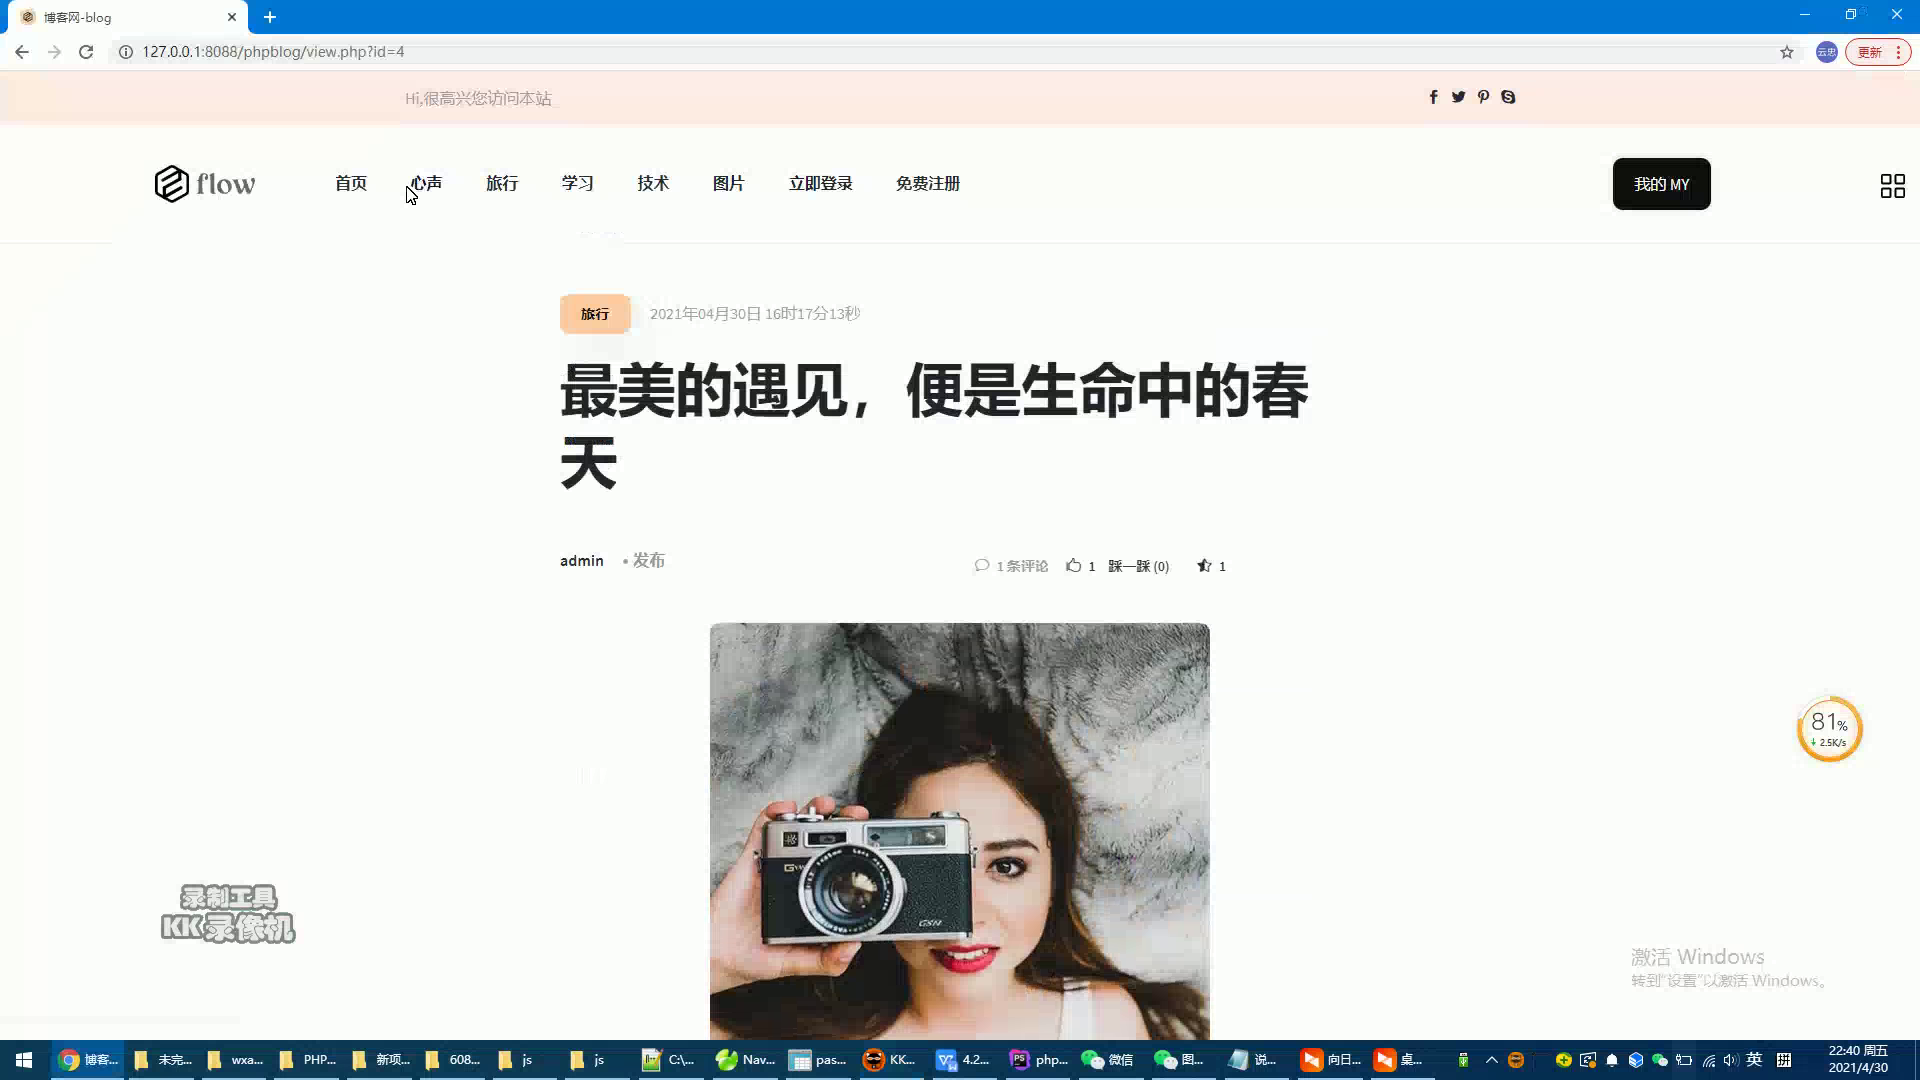 博客网-blog
127.0.0.1:8088/phpblog/view.php?id=4
云忠
更新
Hi,很高兴您访问本站
flow
首页 心声 旅行 学习 技术 图片 立即登录 免费注册
我的 MY
旅行 2021年04月30日 16时17分13秒
最美的遇见，便是生命中的春
天
admin • 发布 1 条评论 1 踩一踩 (0) 1
81%
2.5K/s
GSN
录制工具
KK 录像机
激活 Windows
转到"设置"以激活 Windows。
博客... 未完... wxa... PHP... 新项... 608... js js C:\... Nav... pas... KK... 4.2... php... 微信 图... 说... 向日... 桌... 英 拼
22:40 周五
2021/4/30